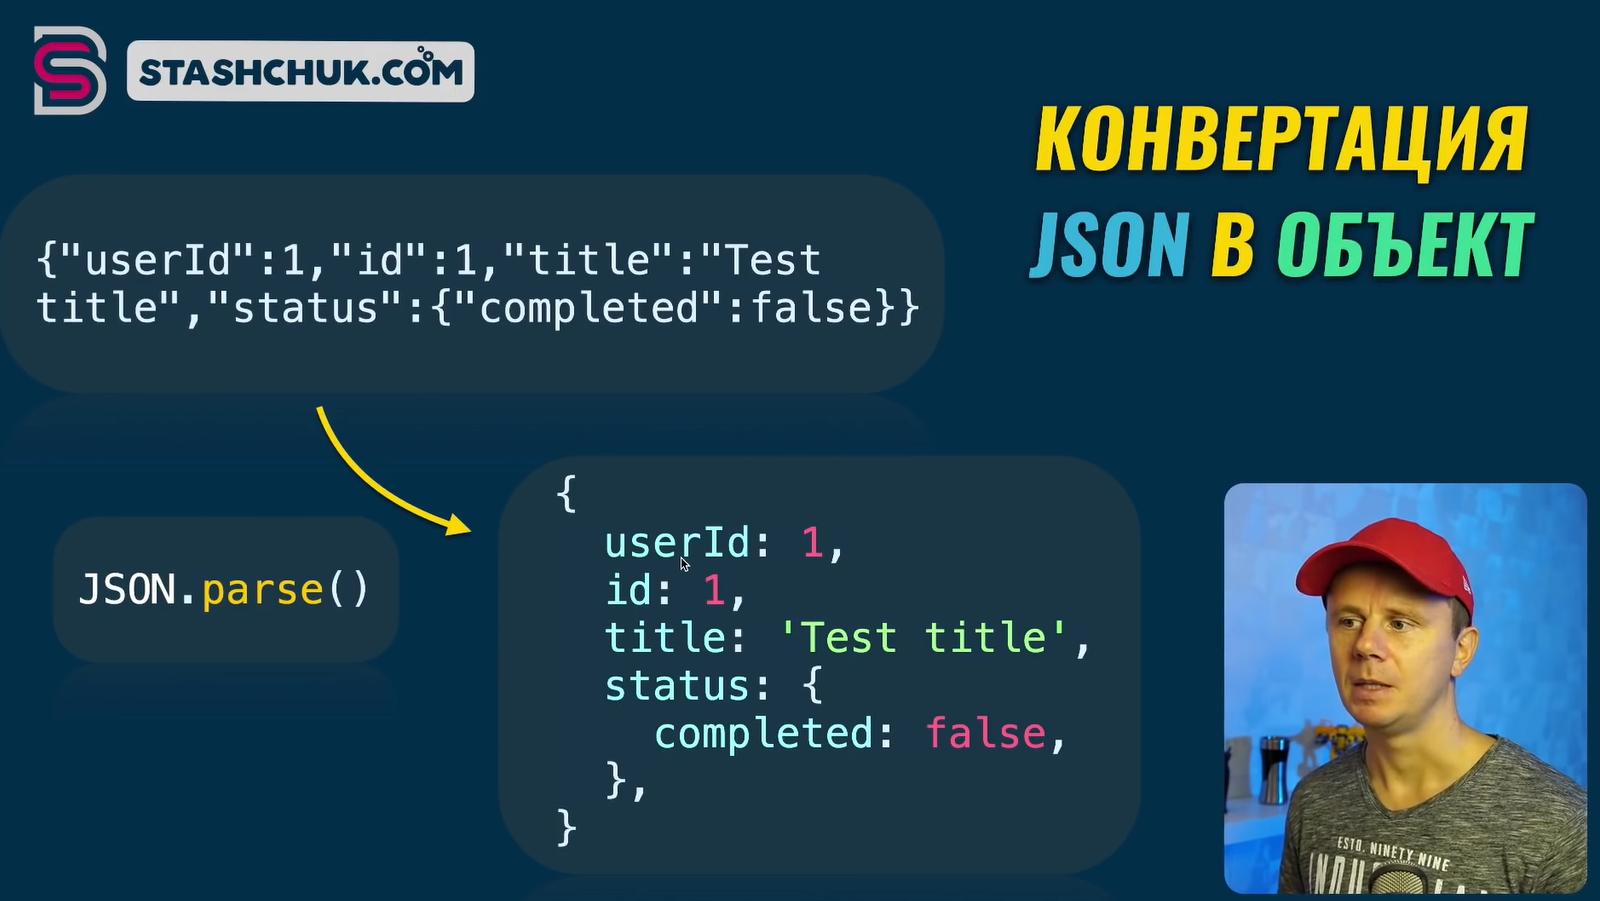 STASHCHUK.COM
КОНВЕРТАЦИЯ
JSON В ОБЪЕКТ
{"userId":1,"id":1,"title":"Test
title","status":{"completed":false}}
JSON.parse()
{
userId: 1,
id: 1,
title: 'Test title',
status: {
completed: false,
},
}
ESTD. NINETY NINE